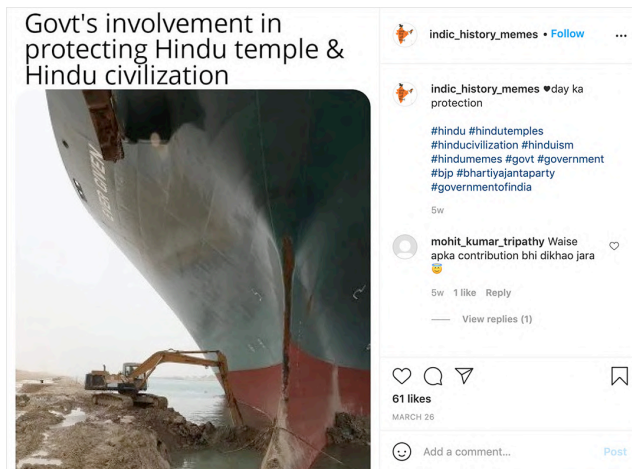 Govt's involvement in
protecting Hindu temple &
Hindu civilization
EVER GIVEN
indic_history_memes • Follow
indic_history_memes 🖤day ka
protection
#hindu #hindutemples
#hinducivilization #hinduism
#hindumemes #govt #government
#bjp #bhartiyajantaparty
#governmentofindia
5w
mohit_kumar_tripathy Waise
apka contribution bhi dikhao jara
😇
5w 1 like Reply
View replies (1)
61 likes
MARCH 26
Add a comment... Post